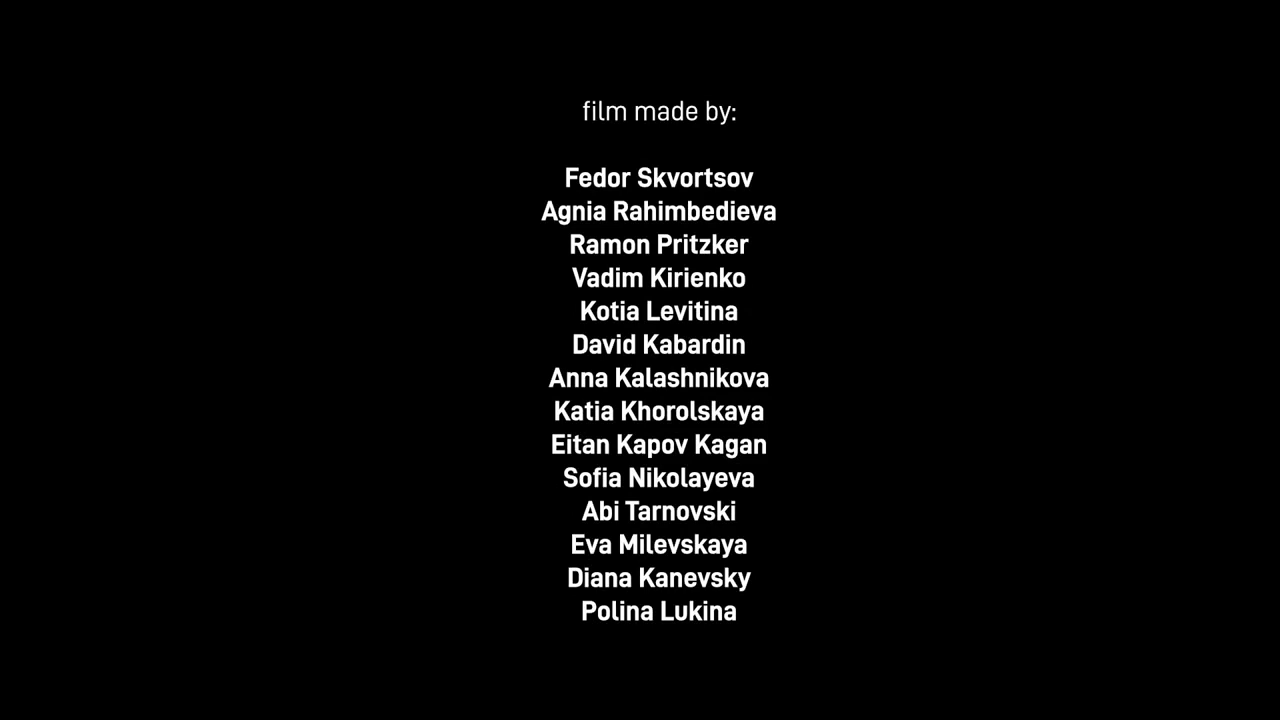 film made by:
Fedor Skvortsov
Agnia Rahimbedieva
Ramon Pritzker
Vadim Kirienko
Kotia Levitina
David Kabardin
Anna Kalashnikova
Katia Khorolskaya
Eitan Kapov Kagan
Sofia Nikolayeva
Abi Tarnovski
Eva Milevskaya
Diana Kanevsky
Polina Lukina